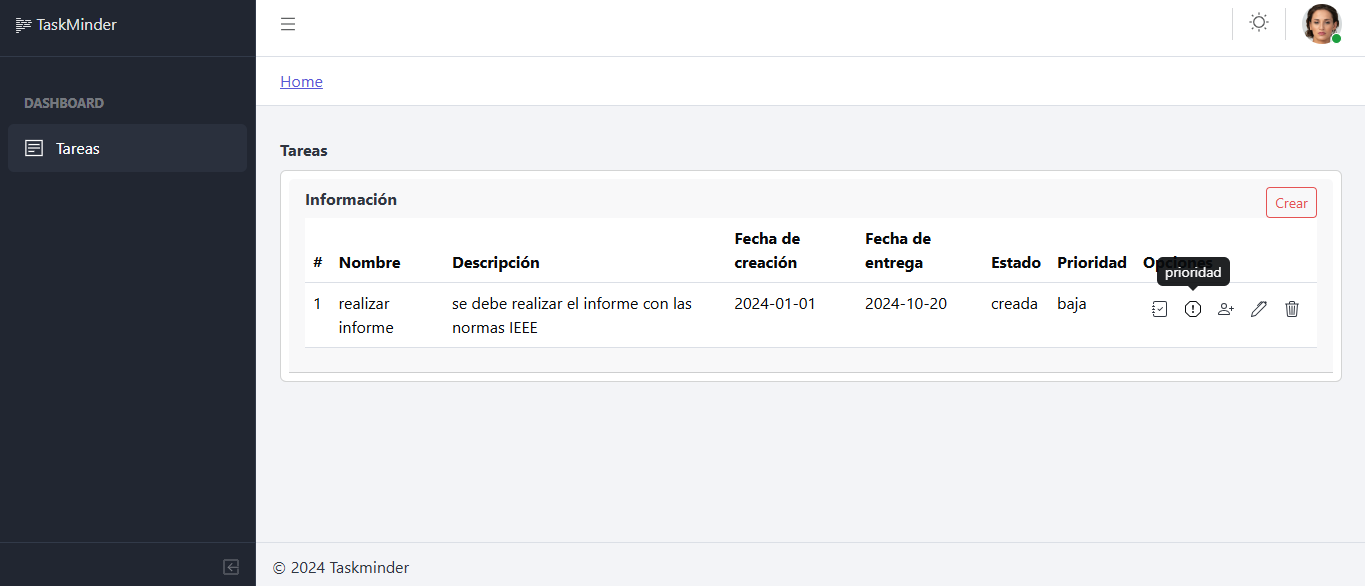 TaskMinder
Home
DASHBOARD
Tareas
Tareas
Información
Crear
# Nombre Descripción Fecha de creación Fecha de entrega Estado Prioridad Opciones
prioridad
1 realizar informe se debe realizar el informe con las normas IEEE 2024-01-01 2024-10-20 creada baja
© 2024 Taskminder